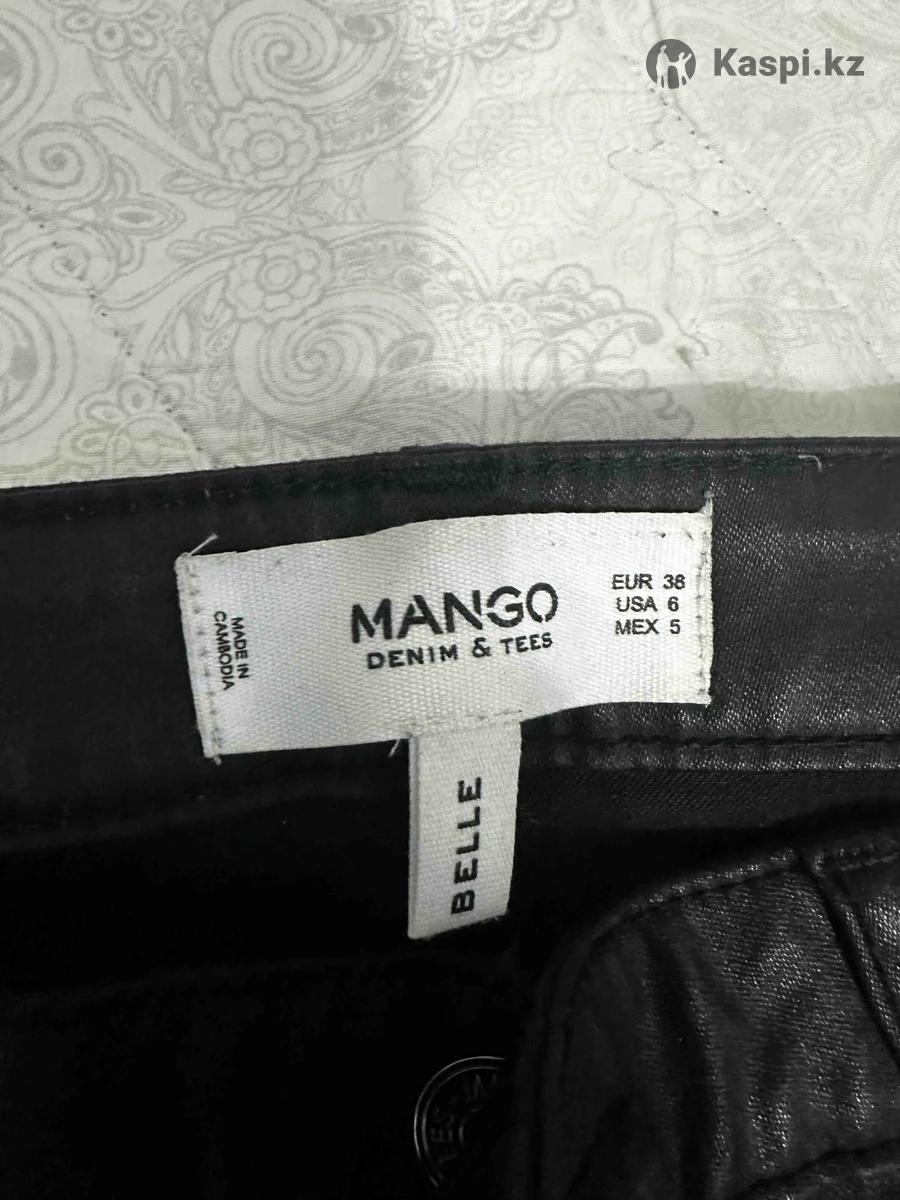 Kaspi.kz
MADE IN
CAMBODIA
MANGO
DENIM & TEES
EUR 38
USA 6
MEX 5
BELLE